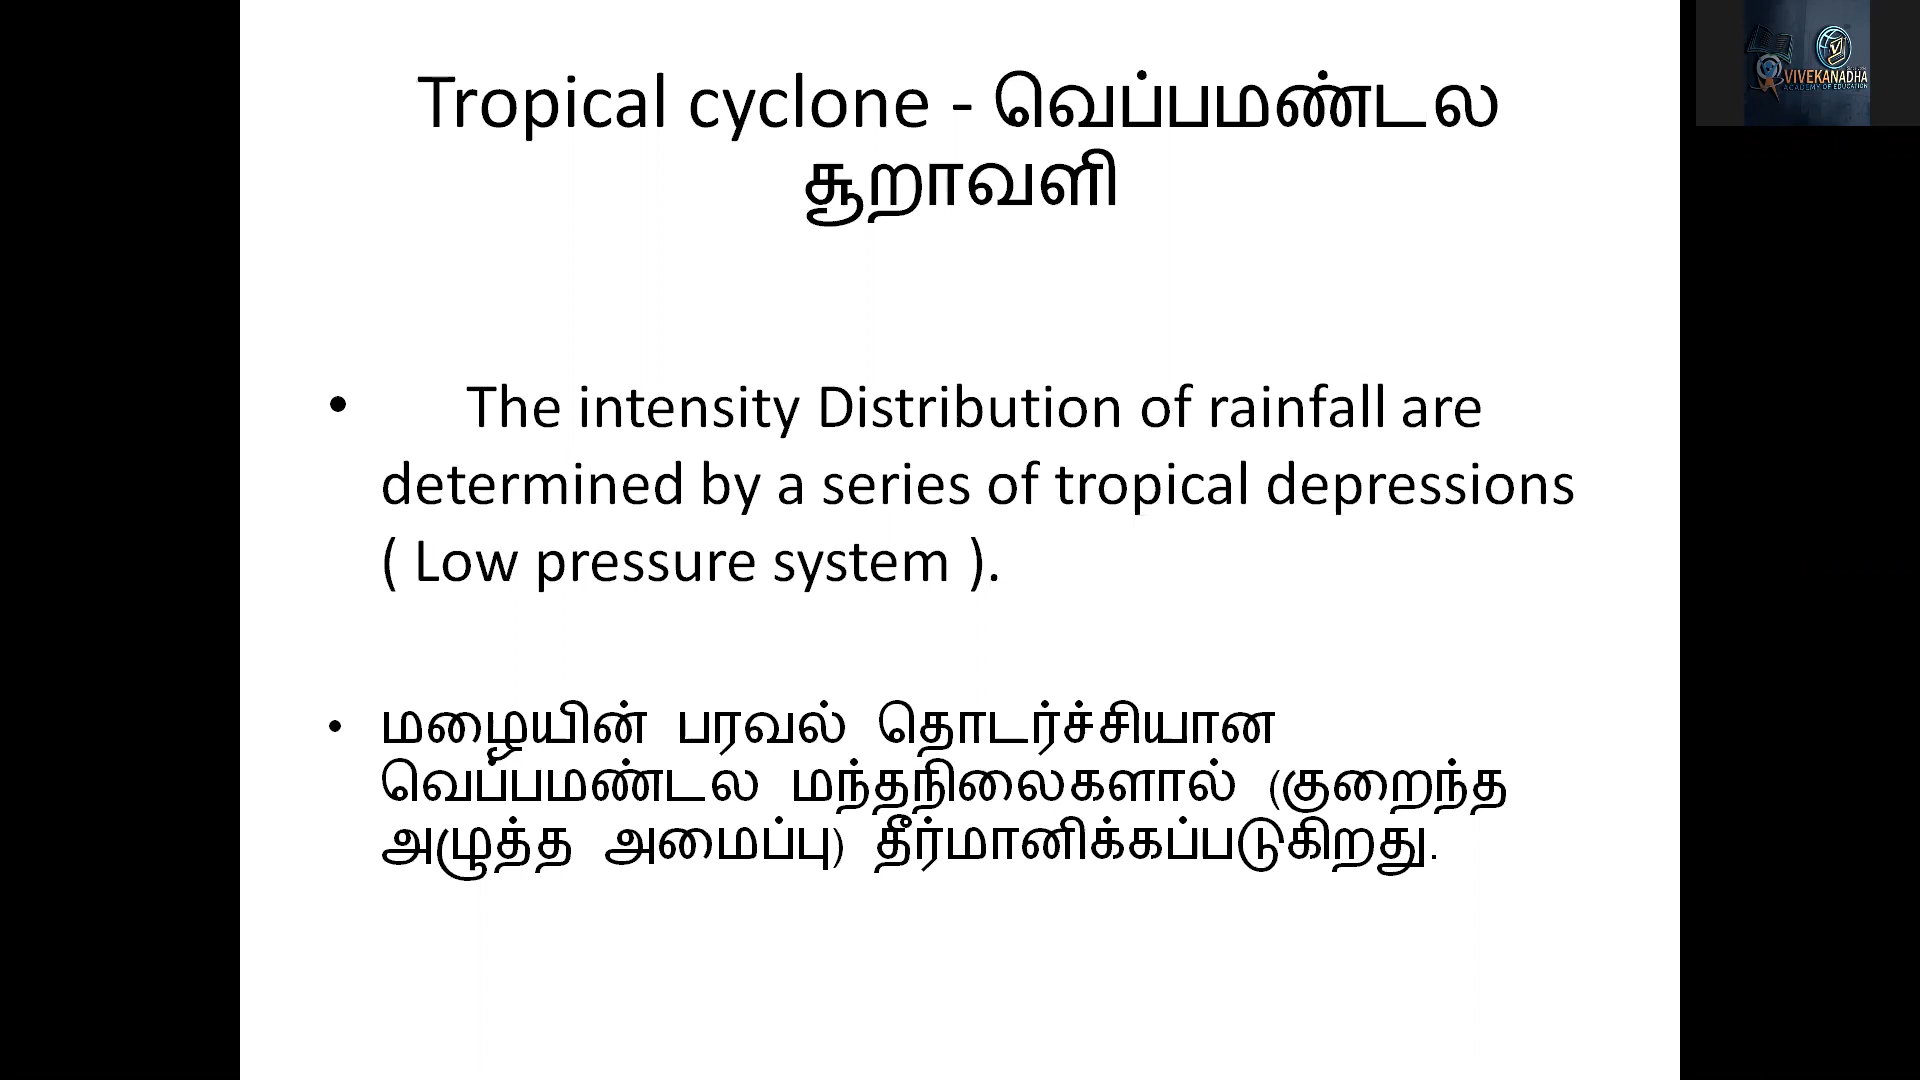 Tropical cyclone - வெப்பமண்டல
சூறாவளி
• The intensity Distribution of rainfall are
determined by a series of tropical depressions
( Low pressure system ).
• மழையின் பரவல் தொடர்ச்சியான
வெப்பமண்டல மந்தநிலைகளால் (குறைந்த
அழுத்த அமைப்பு) தீர்மானிக்கப்படுகிறது.
VIVEKANADHA
ACADEMY OF EDUCATION